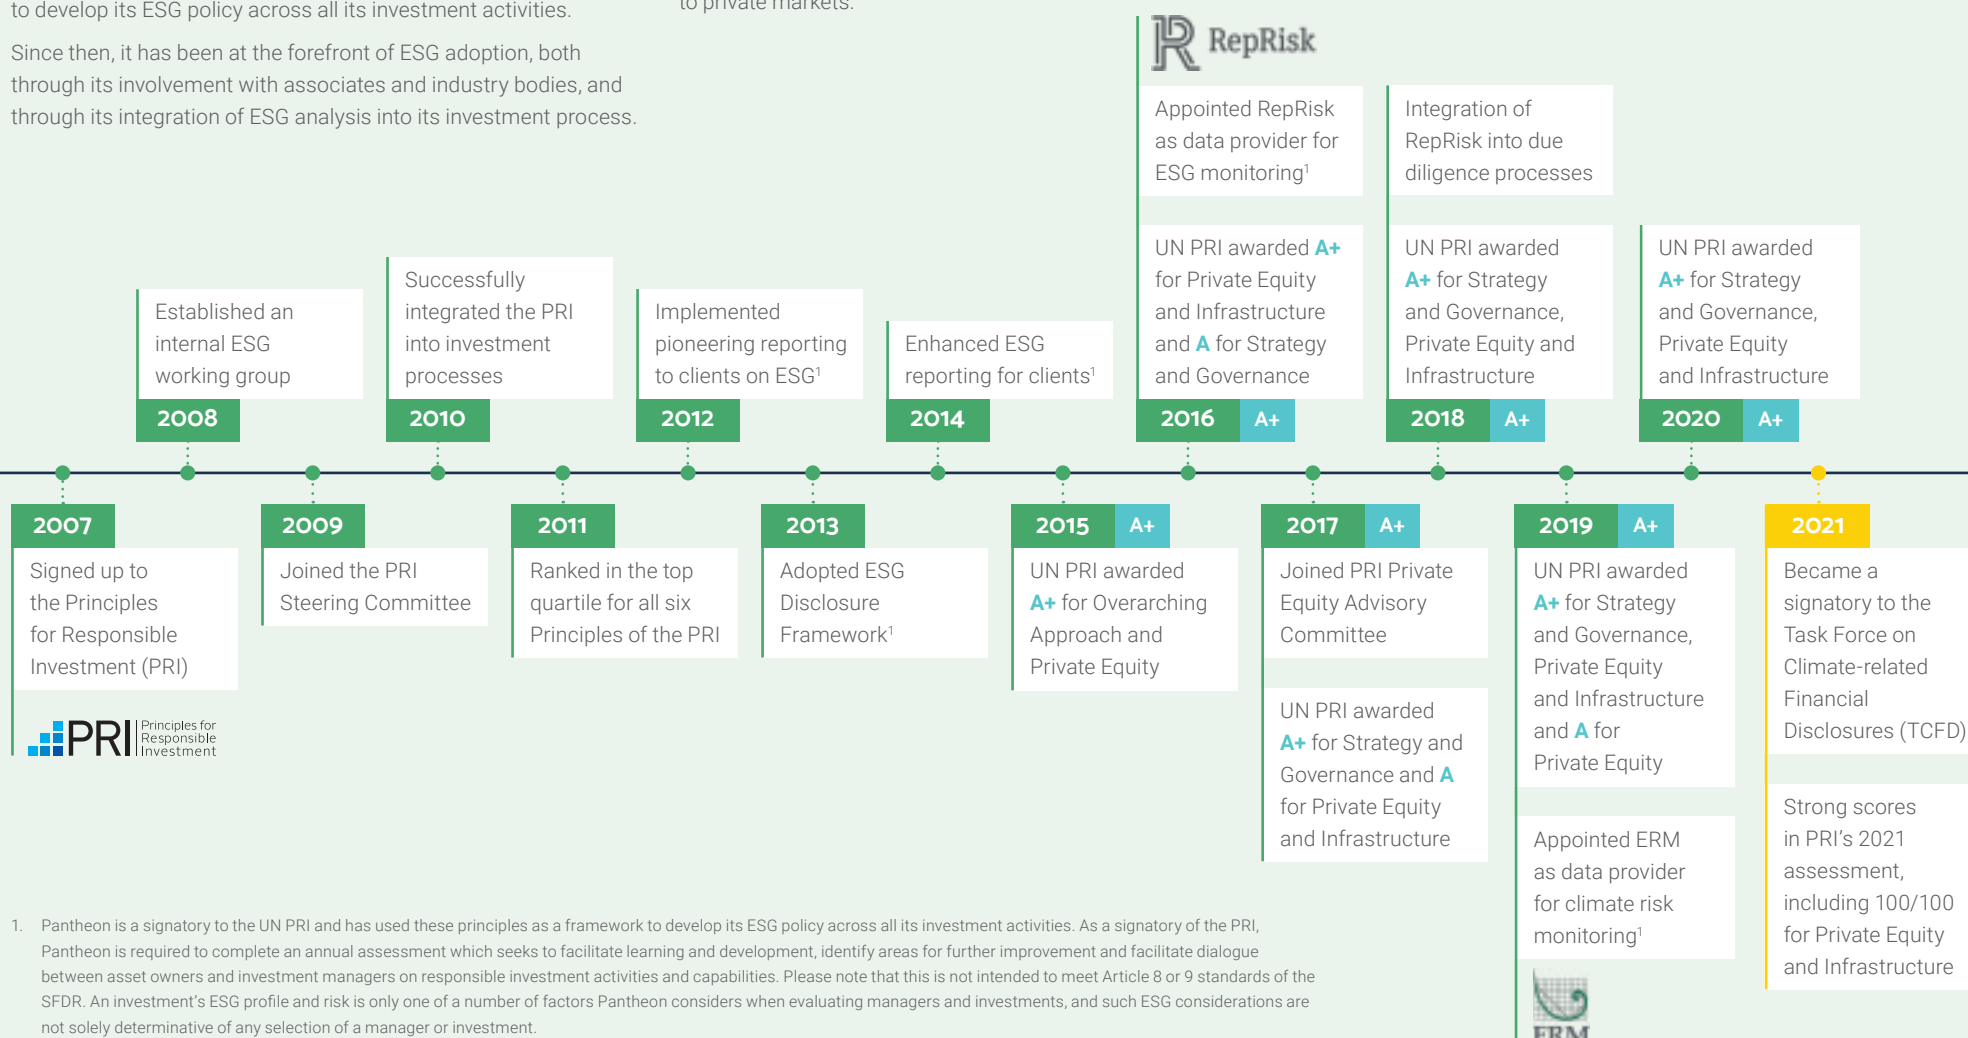 to develop its ESG policy across all its investment activities.
Since then, it has been at the forefront of ESG adoption, both
through its involvement with associates and industry bodies, and
through its integration of ESG analysis into its investment process.
to private markets.
RepRisk
Appointed RepRisk
as data provider for
ESG monitoring¹
Integration of
RepRisk into due
diligence processes
Established an
internal ESG
working group
2008
Successfully
integrated the PRI
into investment
processes
2010
Implemented
pioneering reporting
to clients on ESG¹
2012
Enhanced ESG
reporting for clients¹
2014
UN PRI awarded A+
for Private Equity
and Infrastructure
and A for Strategy
and Governance
2016 A+
UN PRI awarded
A+ for Strategy
and Governance,
Private Equity and
Infrastructure
2018 A+
UN PRI awarded
A+ for Strategy
and Governance,
Private Equity
and Infrastructure
2020 A+
2007
Signed up to
the Principles
for Responsible
Investment (PRI)
PRI
Principles for
Responsible
Investment
2009
Joined the PRI
Steering Committee
2011
Ranked in the top
quartile for all six
Principles of the PRI
2013
Adopted ESG
Disclosure
Framework¹
2015 A+
UN PRI awarded
A+ for Overarching
Approach and
Private Equity
2017 A+
Joined PRI Private
Equity Advisory
Committee
UN PRI awarded
A+ for Strategy and
Governance and A
for Private Equity
and Infrastructure
2019 A+
UN PRI awarded
A+ for Strategy
and Governance,
Private Equity
and Infrastructure
and A for
Private Equity
Appointed ERM
as data provider
for climate risk
monitoring¹
ERM
2021
Became a
signatory to the
Task Force on
Climate-related
Financial
Disclosures (TCFD)
Strong scores
in PRI's 2021
assessment,
including 100/100
for Private Equity
and Infrastructure
1. Pantheon is a signatory to the UN PRI and has used these principles as a framework to develop its ESG policy across all its investment activities. As a signatory of the PRI,
Pantheon is required to complete an annual assessment which seeks to facilitate learning and development, identify areas for further improvement and facilitate dialogue
between asset owners and investment managers on responsible investment activities and capabilities. Please note that this is not intended to meet Article 8 or 9 standards of the
SFDR. An investment's ESG profile and risk is only one of a number of factors Pantheon considers when evaluating managers and investments, and such ESG considerations are
not solely determinative of any selection of a manager or investment.